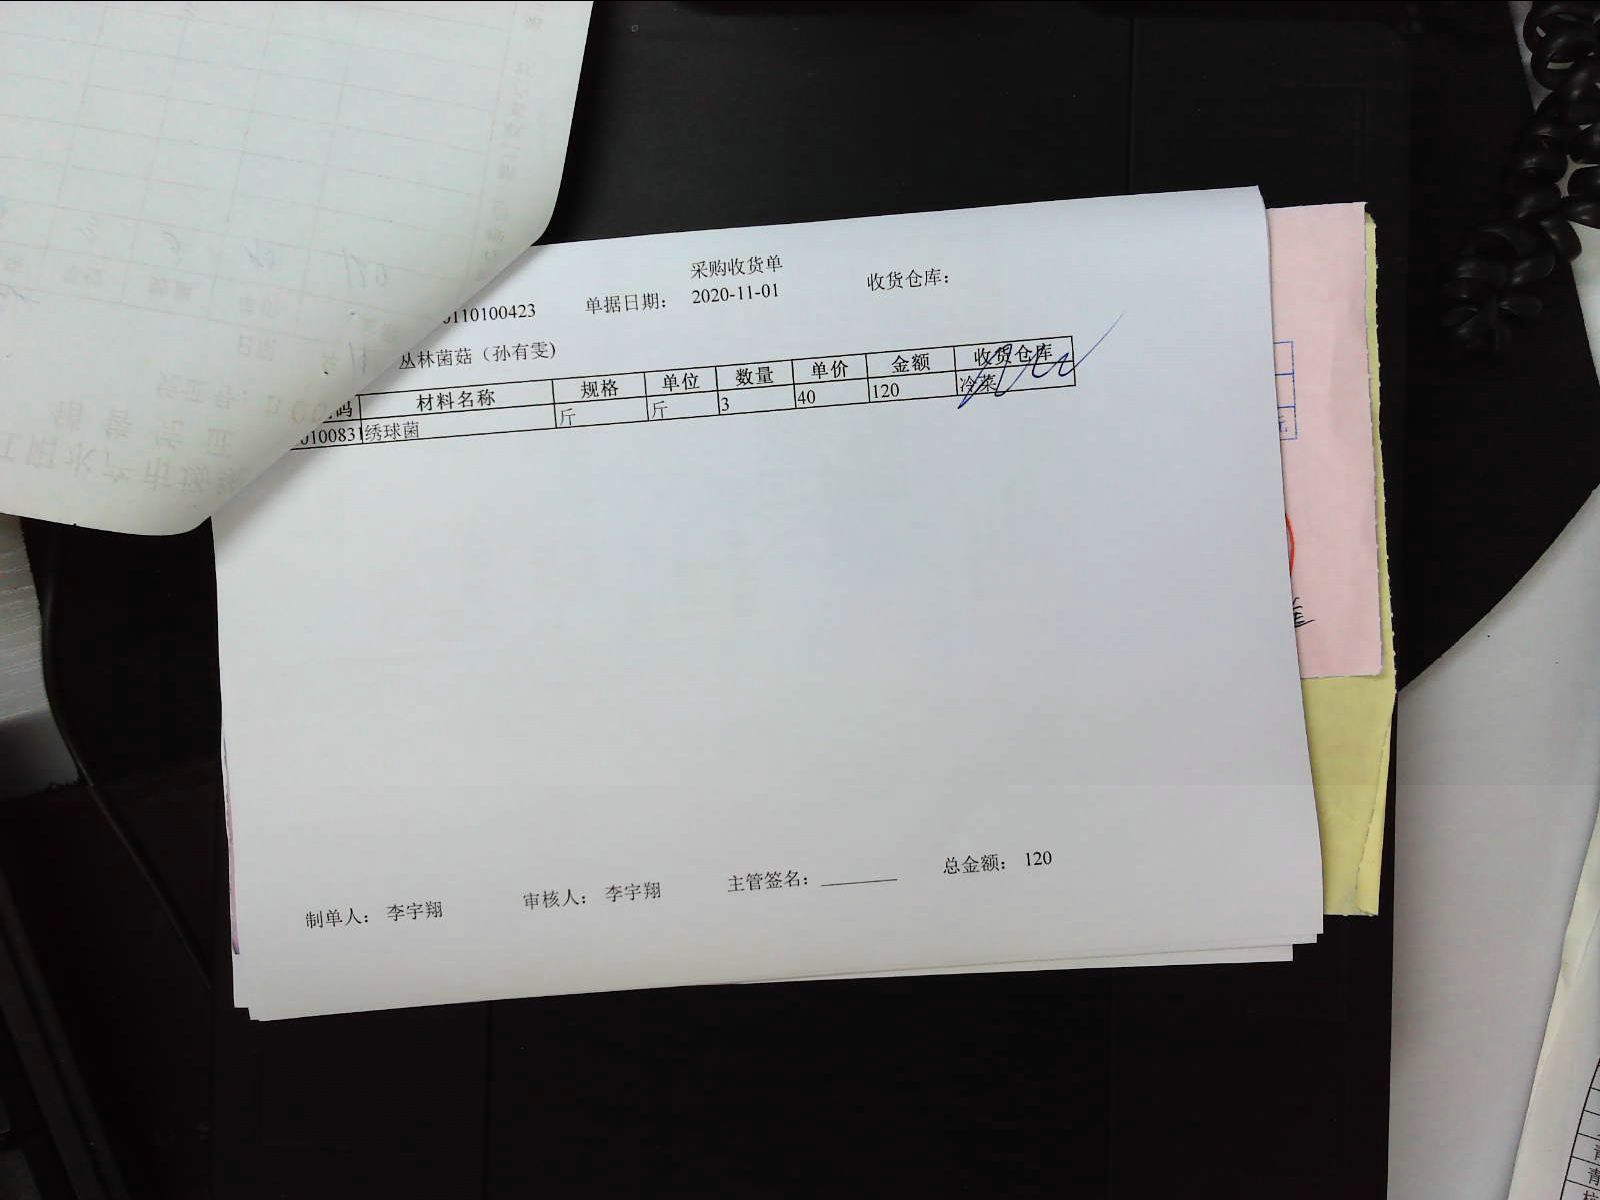 采购收货单
0110100423 单据日期： 2020-11-01 收货仓库：
丛林菌菇（孙有雯)
码 材料名称 规格 单位 数量 单价 金额 收货仓库
0100831 绣球菌 斤 斤 3 40 120 冷菜
制单人： 李宇翔 审核人： 李宇翔 主管签名： 总金额： 120